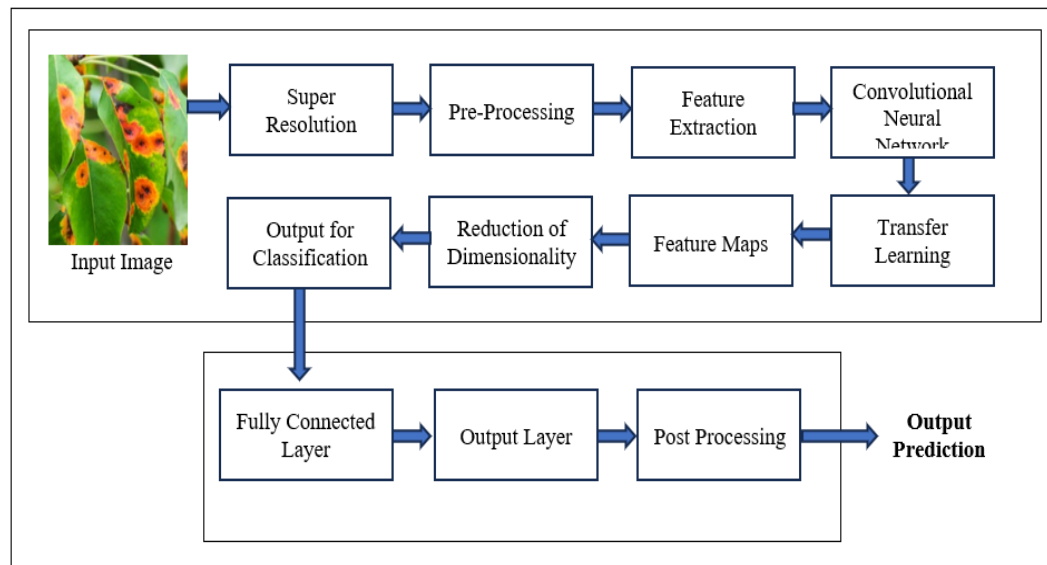 Input Image
Super
Resolution
Pre-Processing
Feature
Extraction
Convolutional
Neural
Network
Transfer
Learning
Feature Maps
Reduction of
Dimensionality
Output for
Classification
Fully Connected
Layer
Output Layer
Post Processing
Output
Prediction